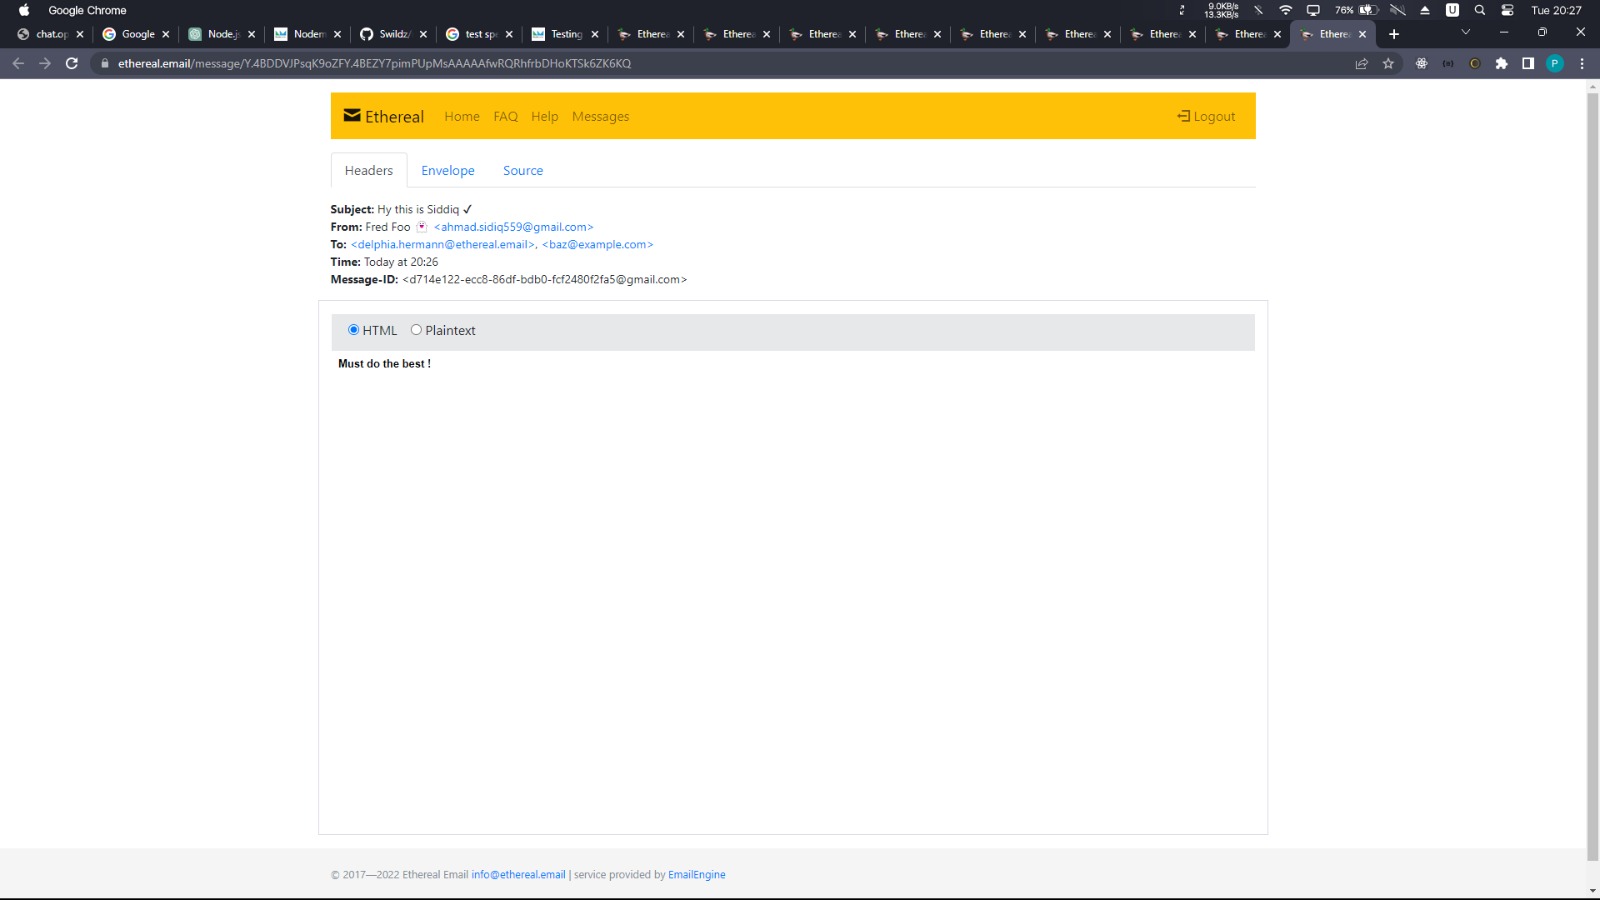 Google Chrome
9.0KB/s
13.3KB/s
76%
U
Tue 20:27
chat.op
Google
Node.js
Nodem
Swildz/
test sp
Testing
Etherea
Etherea
Etherea
Etherea
Etherea
Etherea
Etherea
Etherea
Etherea
ethereal.email/message/Y.4BDDVJPsqK9oZFY.4BEZY7pimPUpMsAAAAAfwRQRhfrbDHoKTSk6ZK6KQ
P
Ethereal Home FAQ Help Messages Logout
Headers Envelope Source
Subject: Hy this is Siddiq ✓
From: Fred Foo 👻 <ahmad.sidiq559@gmail.com>
To: <delphia.hermann@ethereal.email>, <baz@example.com>
Time: Today at 20:26
Message-ID: <d714e122-ecc8-86df-bdb0-fcf2480f2fa5@gmail.com>
HTML Plaintext
Must do the best !
© 2017—2022 Ethereal Email info@ethereal.email | service provided by EmailEngine